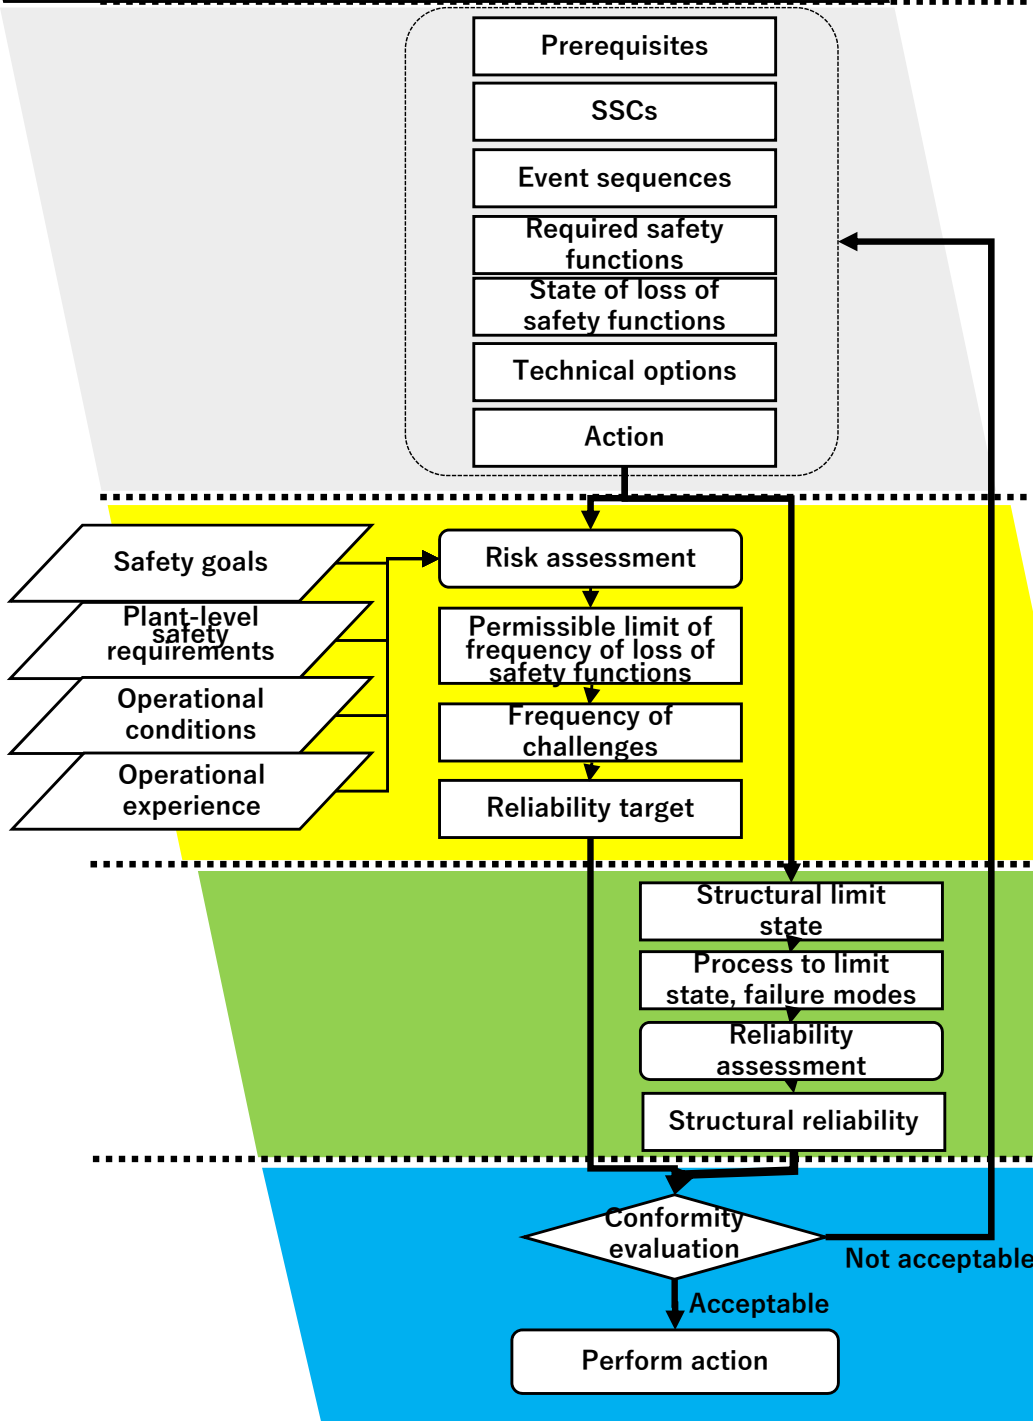 Prerequisites
SSCs
Event sequences
Required safety
functions
State of loss of
safety functions
Technical options
Action
Safety goals
Plant-level
safety
requirements
Operational
conditions
Operational
experience
Risk assessment
Permissible limit of
frequency of loss of
safety functions
Frequency of
challenges
Reliability target
Structural limit
state
Process to limit
state, failure modes
Reliability
assessment
Structural reliability
Conformity
evaluation
Not acceptable
Acceptable
Perform action